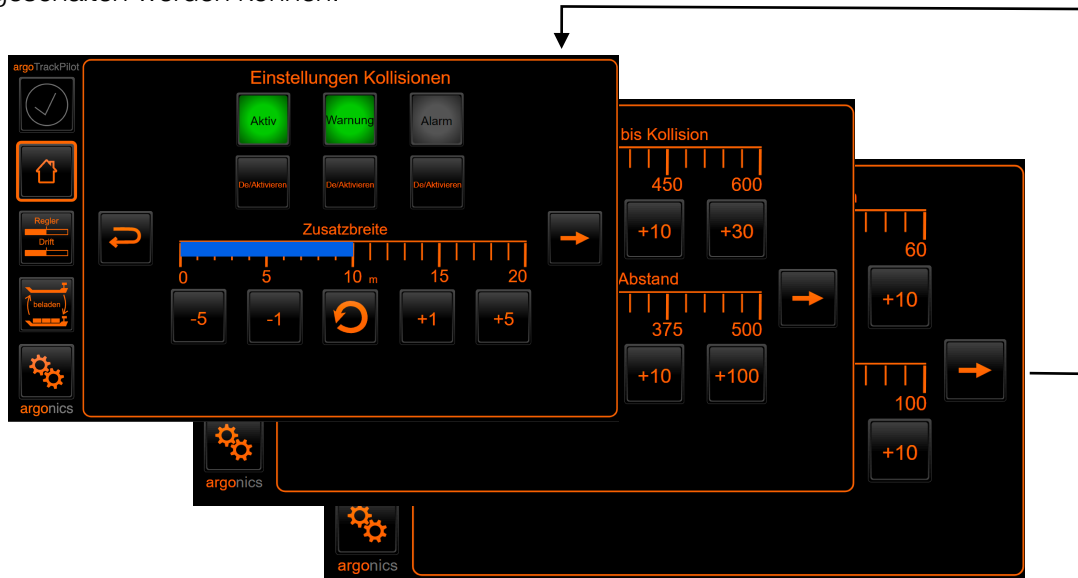 geschalten werden können.
argoTrackPilot
Einstellungen Kollisionen
Aktiv
Warnung
Alarm
De/Aktivieren
De/Aktivieren
De/Aktivieren
Regler
Drift
beladen
argonics
Zusatzbreite
0 5 10 m 15 20
-5
-1
+1
+5
bis Kollision
450 600
+10
+30
Abstand
375 500
+10
+100
argonics
60
+10
100
+10
argonics